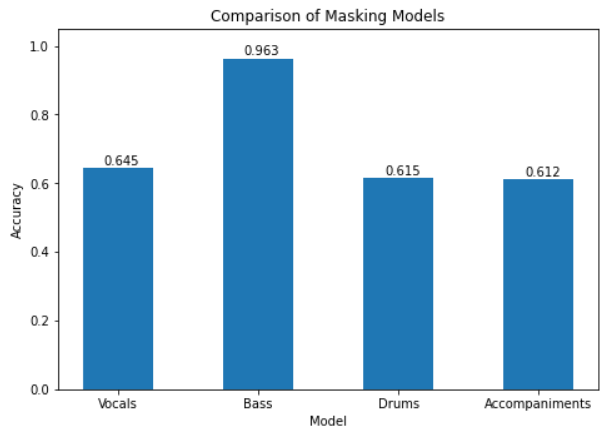 Comparison of Masking Models
1.0
0.8
0.6
0.4
0.2
0.0
Accuracy
0.645
0.963
0.615
0.612
Vocals
Bass
Drums
Accompaniments
Model